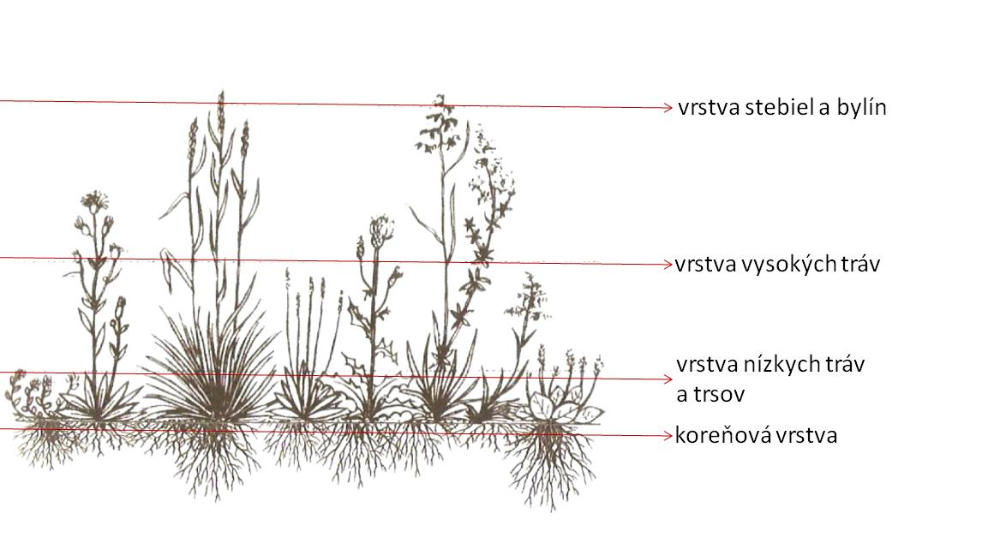 vrstva stebiel a bylín
vrstva vysokých tráv
vrstva nízkych tráv
a trsov
koreňová vrstva